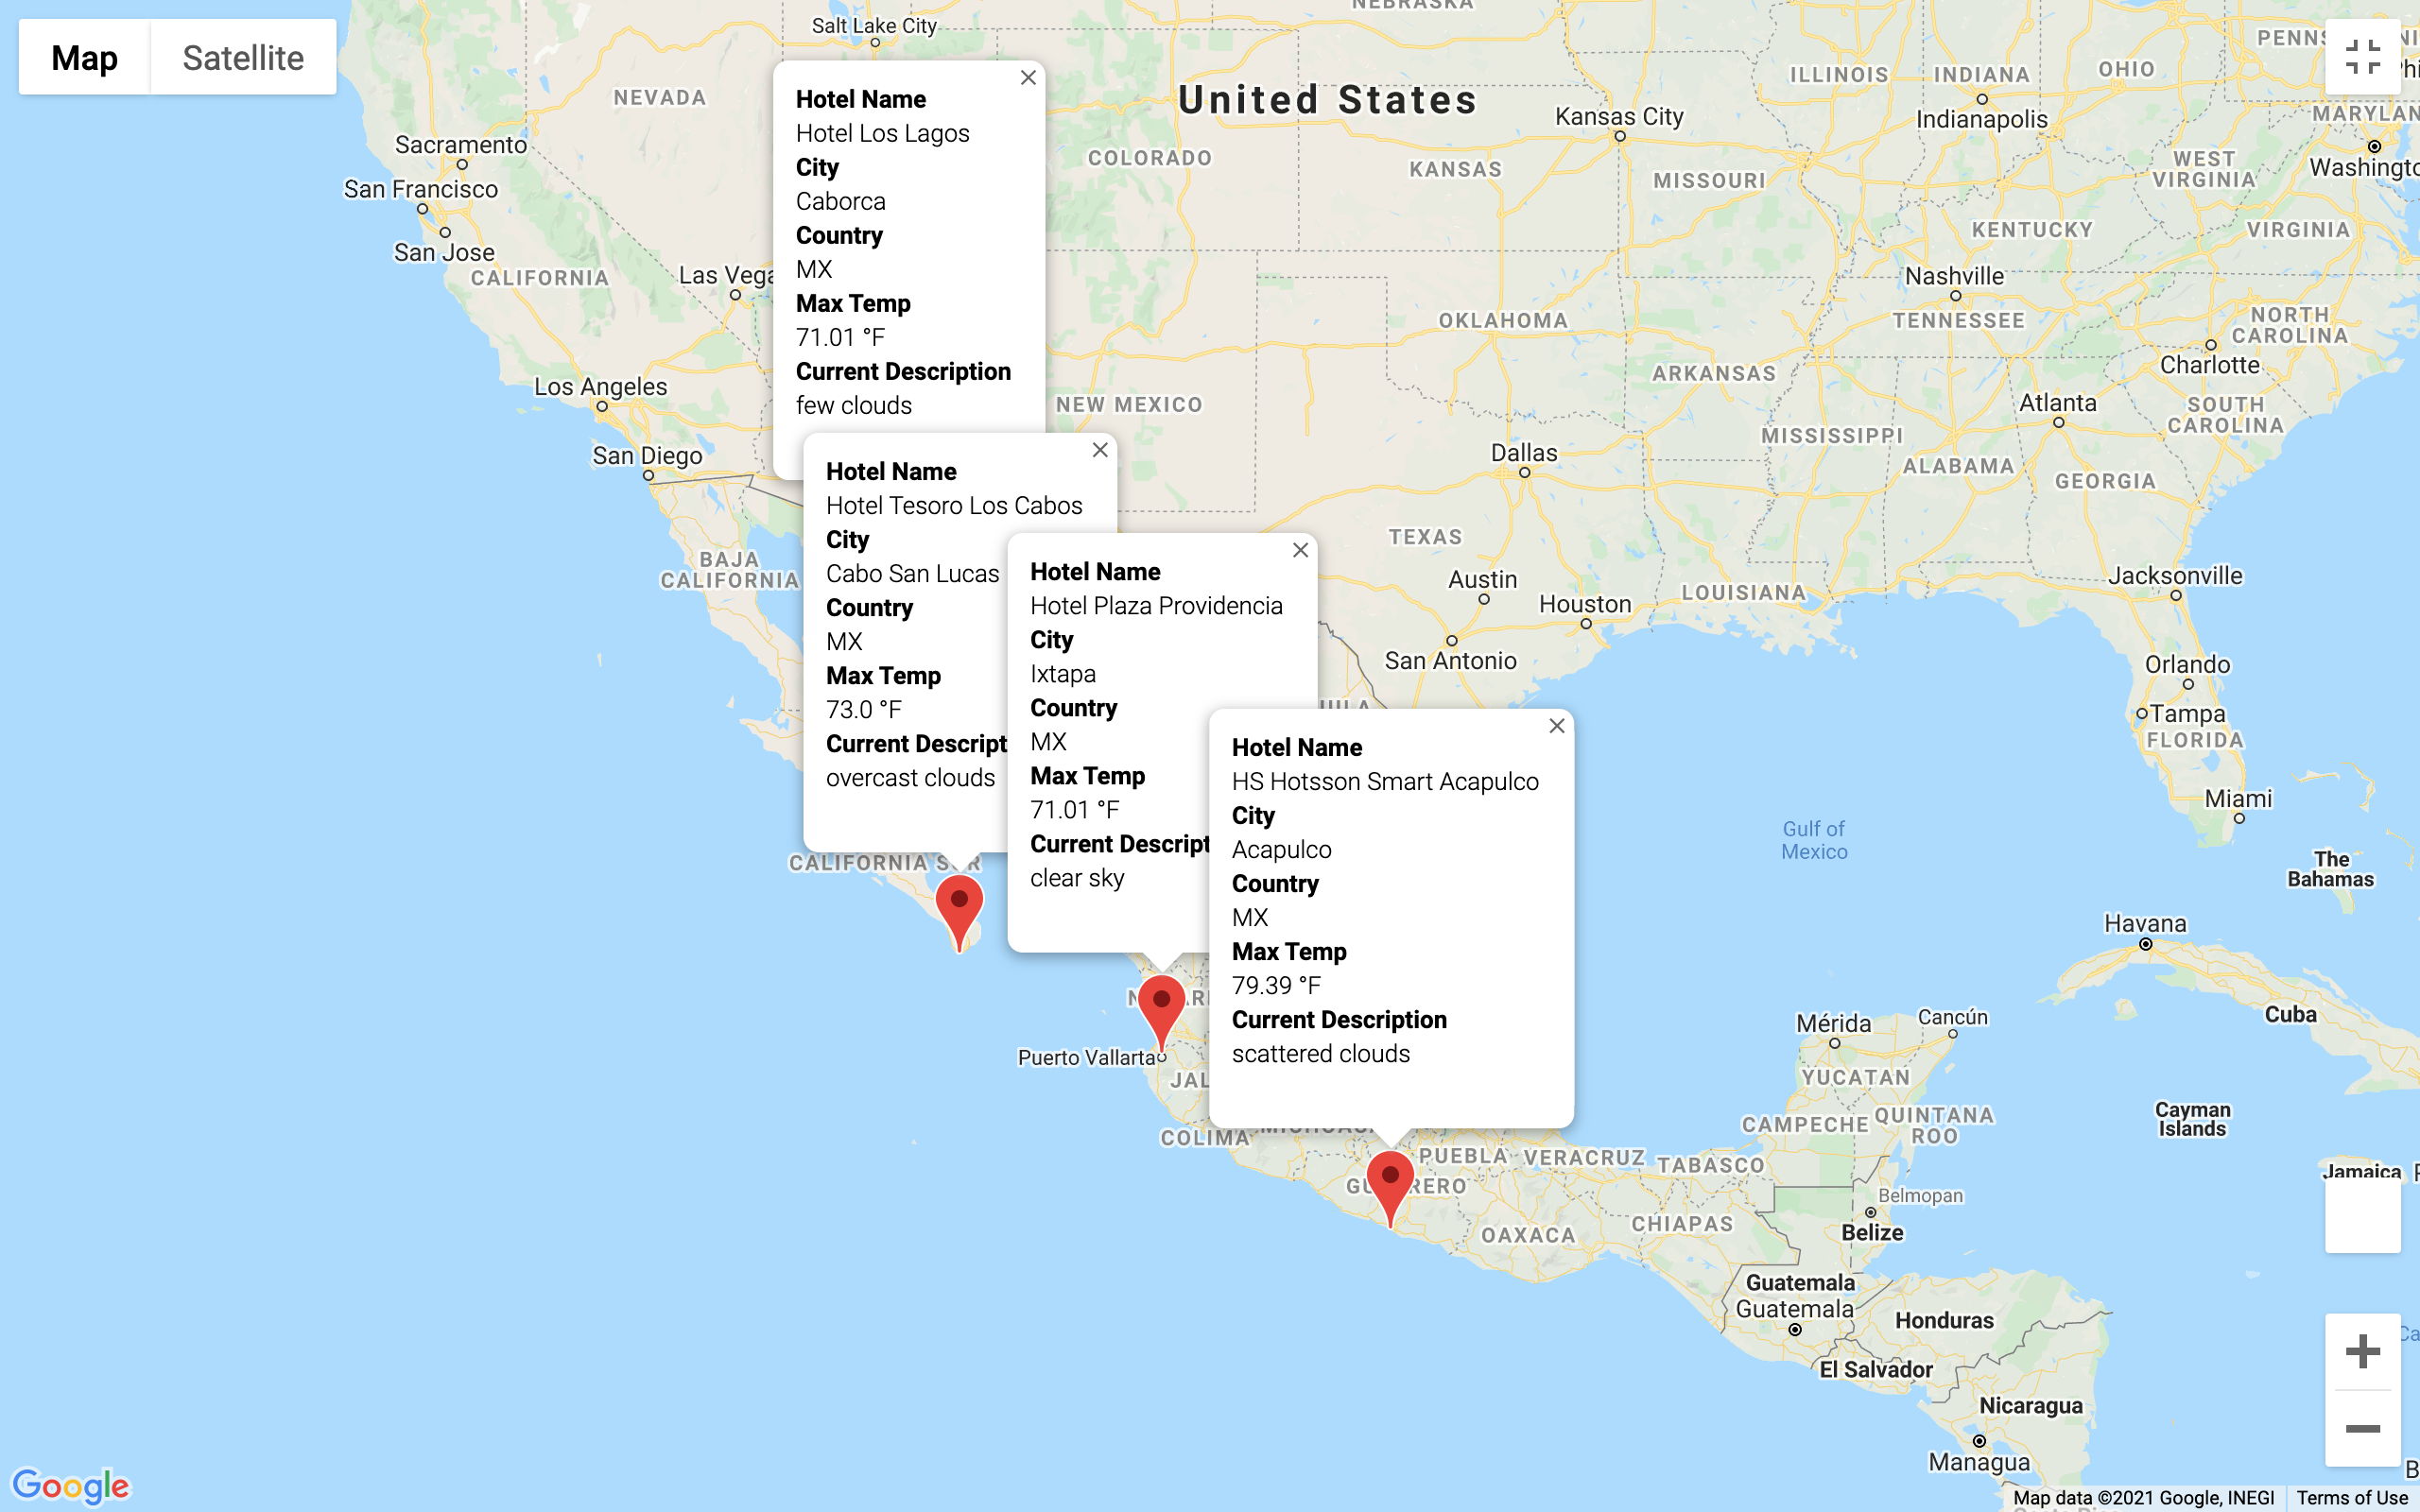 Map
Satellite
NEBRASKA
Salt Lake City
NEVADA
United States
ILLINOIS
INDIANA
OHIO
Kansas City
Indianapolis
Sacramento
COLORADO
KANSAS
MISSOURI
WEST
VIRGINIA
San Francisco
San Jose
CALIFORNIA
KENTUCKY
VIRGINIA
Nashville
TENNESSEE
NORTH
CAROLINA
OKLAHOMA
Charlotte
ARKANSAS
Los Angeles
NEW MEXICO
Atlanta
SOUTH
CAROLINA
MISSISSIPPI
San Diego
Dallas
ALABAMA
GEORGIA
TEXAS
BAJA
CALIFORNIA
Austin
Houston
LOUISIANA
Jacksonville
San Antonio
Orlando
Tampa
FLORIDA
Miami
Hotel Name
Hotel Los Lagos
City
Caborca
Country
MX
Max Temp
71.01 °F
Current Description
few clouds
Hotel Name
Hotel Tesoro Los Cabos
City
Cabo San Lucas
Country
MX
Max Temp
73.0 °F
Current Descript
overcast clouds
Hotel Name
Hotel Plaza Providencia
City
Ixtapa
Country
MX
Max Temp
71.01 °F
Current Descript
clear sky
Hotel Name
HS Hotsson Smart Acapulco
City
Acapulco
Country
MX
Max Temp
79.39 °F
Current Description
scattered clouds
Gulf of
Mexico
The
Bahamas
CALIFORNIA
Havana
Cuba
Mérida
Cancún
Puerto Vallarta
YUCATAN
QUINTANA
ROO
CAMPECHE
Cayman
Islands
COLIMA
PUEBLA
VERACRUZ
TABASCO
Jamaica
Belmopan
CHIAPAS
OAXACA
Belize
Guatemala
Guatemala
Honduras
El Salvador
Nicaragua
Managua
Google
Map data ©2021 Google, INEGI
Terms of Use